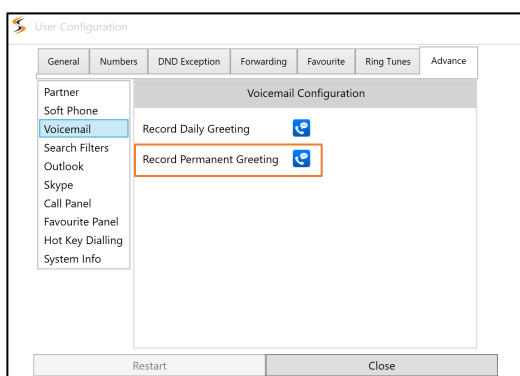 User Configuration
General Numbers DND Exception Forwarding Favourite Ring Tunes Advance
Partner
Soft Phone
Voicemail
Search Filters
Outlook
Skype
Call Panel
Favourite Panel
Hot Key Dialling
System Info
Voicemail Configuration
Record Daily Greeting
Record Permanent Greeting
Restart Close